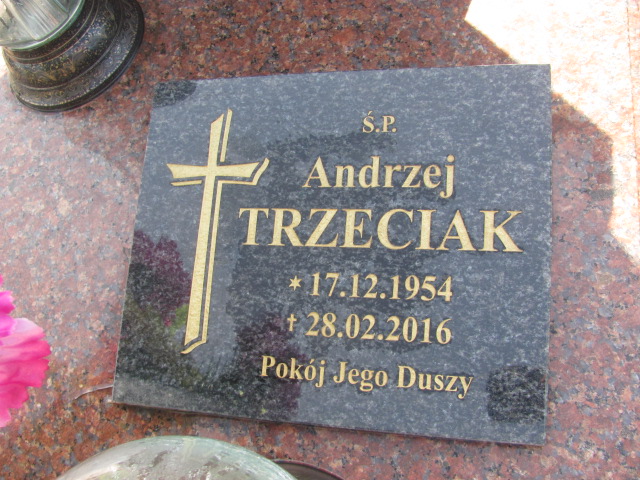 Ś.P.
Andrzej
TRZECIAK
* 17.12.1954
† 28.02.2016
Pokój Jego Duszy